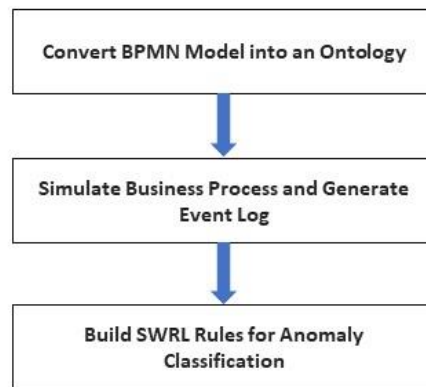 Convert BPMN Model into an Ontology
Simulate Business Process and Generate
Event Log
Build SWRL Rules for Anomaly
Classification